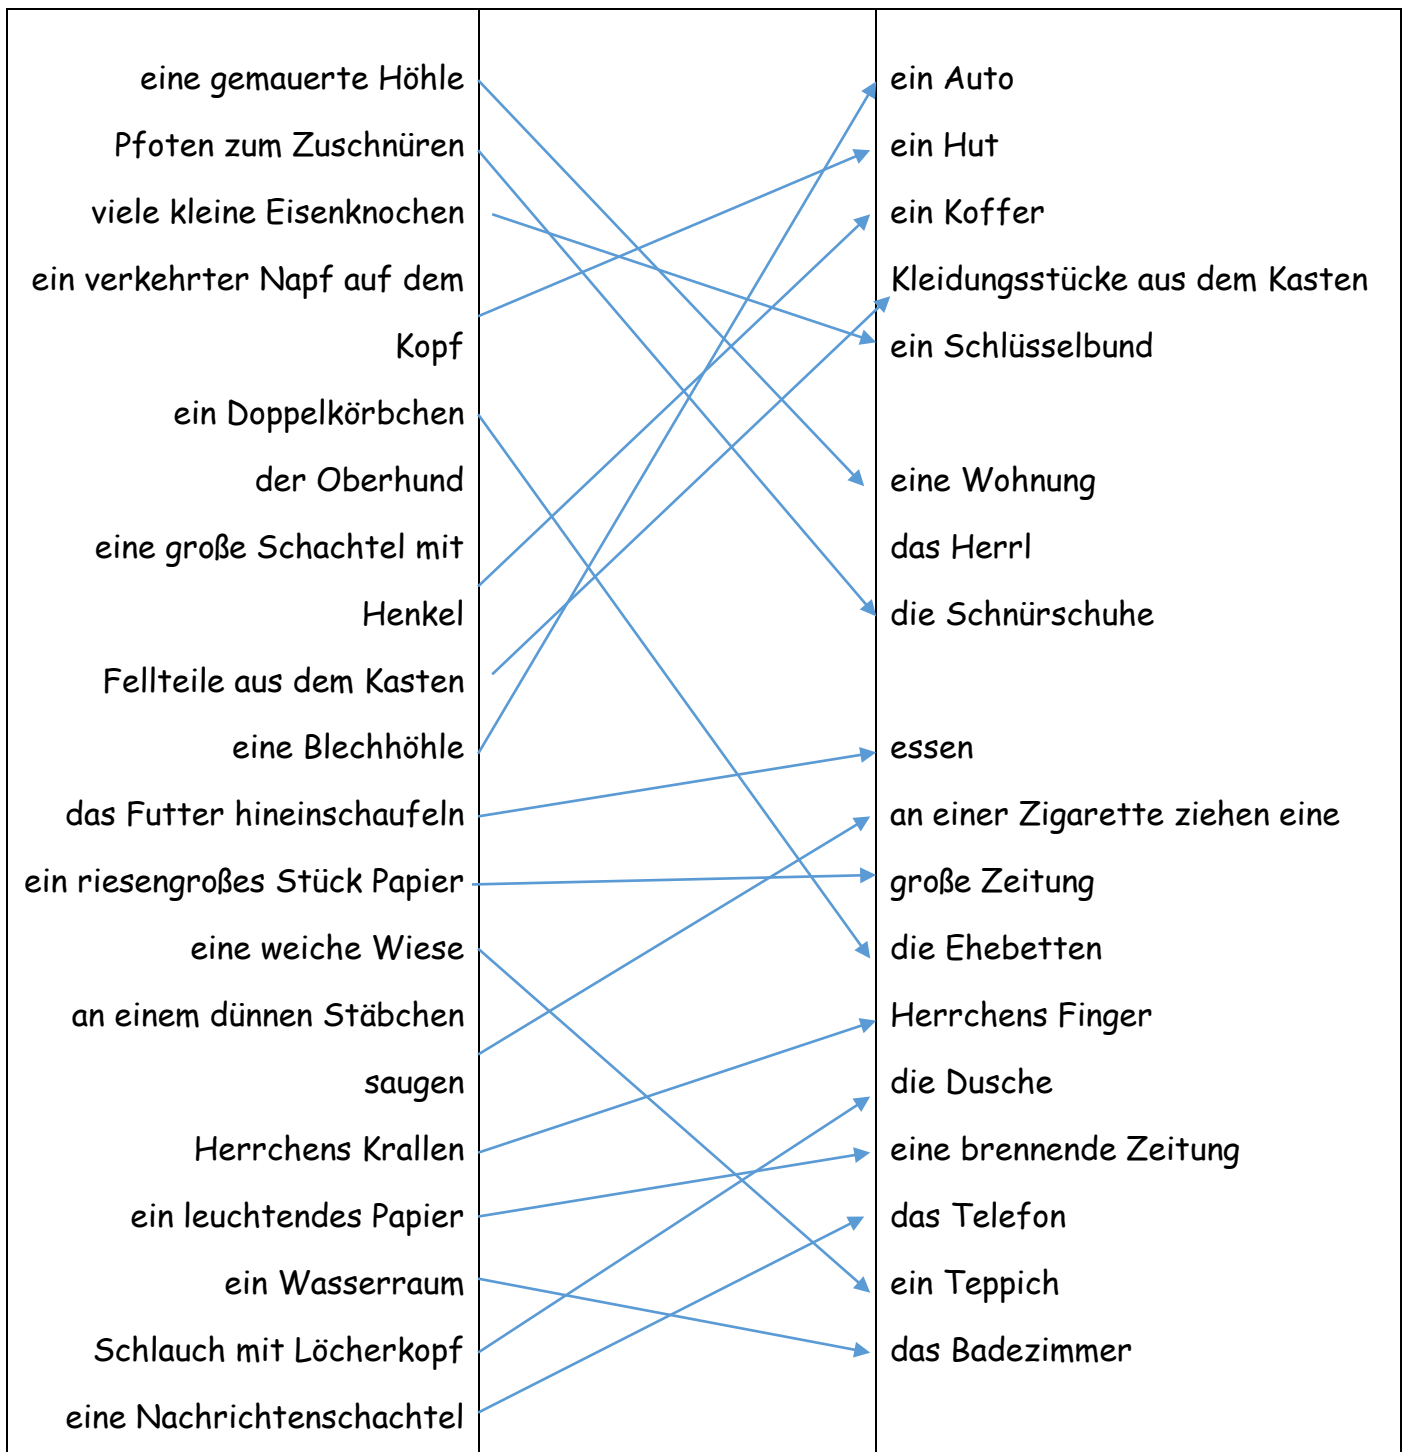 eine gemauerte Höhle
Pfoten zum Zuschnüren
viele kleine Eisenknochen
ein verkehrter Napf auf dem
Kopf
ein Doppelkörbchen
der Oberhund
eine große Schachtel mit
Henkel
Fellteile aus dem Kasten
eine Blechhöhle
das Futter hineinschaufeln
ein riesengroßes Stück Papier
eine weiche Wiese
an einem dünnen Stäbchen
saugen
Herrchens Krallen
ein leuchtendes Papier
ein Wasserraum
Schlauch mit Löcherkopf
eine Nachrichtenschachtel
ein Auto
ein Hut
ein Koffer
Kleidungsstücke aus dem Kasten
ein Schlüsselbund
eine Wohnung
das Herrl
die Schnürschuhe
essen
an einer Zigarette ziehen eine
große Zeitung
die Ehebetten
Herrchens Finger
die Dusche
eine brennende Zeitung
das Telefon
ein Teppich
das Badezimmer